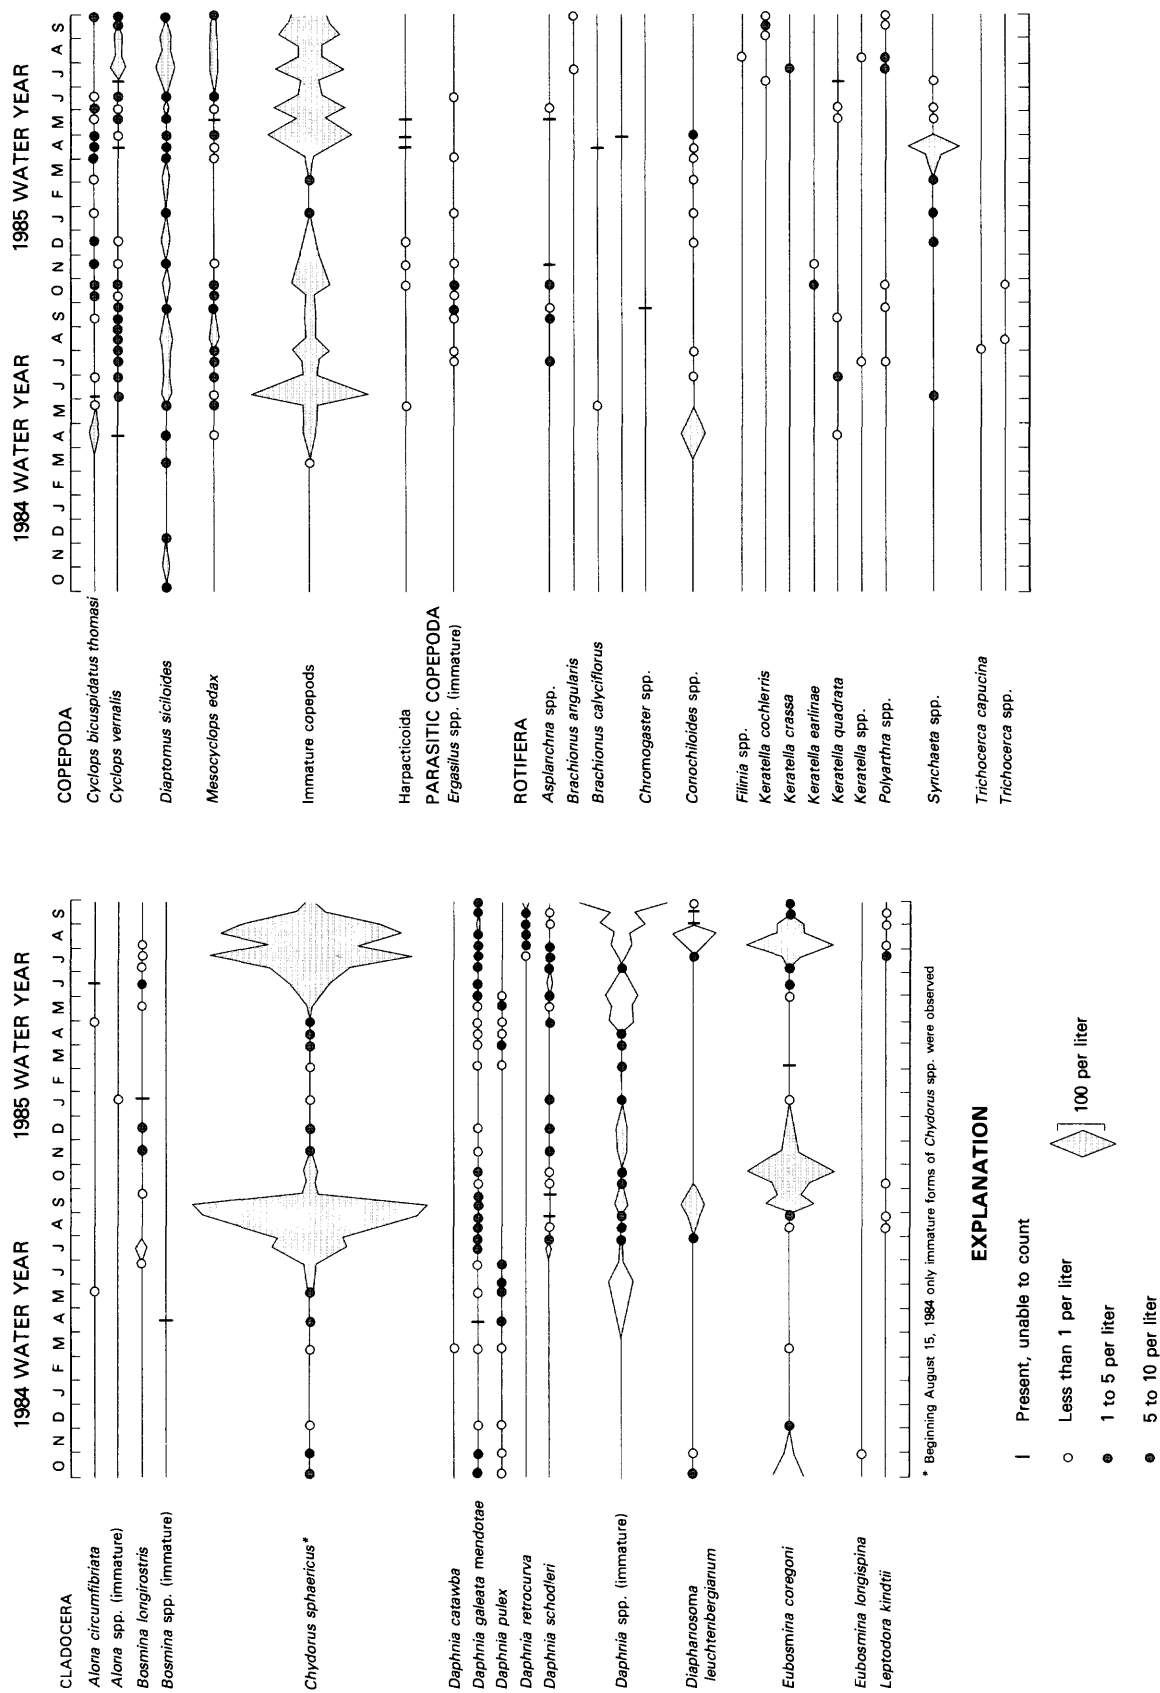 1984 WATER YEAR 1985 WATER YEAR
O N D J F M A M J J A S O N D J F M A M J J A S
CLADOCERA
Alona circumfibriata
Alona spp. (immature)
Bosmina longirostris
Bosmina spp. (immature)
Chydorus sphaericus*
Daphnia catawba
Daphnia galeata mendotae
Daphnia pulex
Daphnia retrocurva
Daphnia schodleri
Daphnia spp. (immature)
Diaphanosoma
leuchtenbergianum
Eubosmina coregoni
Eubosmina longispina
Leptodora kindtii
* Beginning August 15, 1984 only immature forms of Chydorus spp. were observed
EXPLANATION
Present, unable to count
Less than 1 per liter
1 to 5 per liter
5 to 10 per liter
100 per liter
1984 WATER YEAR 1985 WATER YEAR
O N D J F M A M J J A S O N D J F M A M J J A S
COPEPODA
Cyclops bicuspidatus thomasi
Cyclops vernalis
Diaptomus siciloides
Mesocyclops edax
Immature copepods
Harpacticoida
PARASITIC COPEPODA
Ergasilus spp. (immature)
ROTIFERA
Asplanchna spp.
Brachionus angularis
Brachionus calyciflorus
Chromogaster spp.
Conochiloides spp.
Filinia spp.
Keratella cochlerris
Keratella crassa
Keratella earlinae
Keratella quadrata
Keratella spp.
Polyarthra spp.
Synchaeta spp.
Trichocerca capucina
Trichocerca spp.